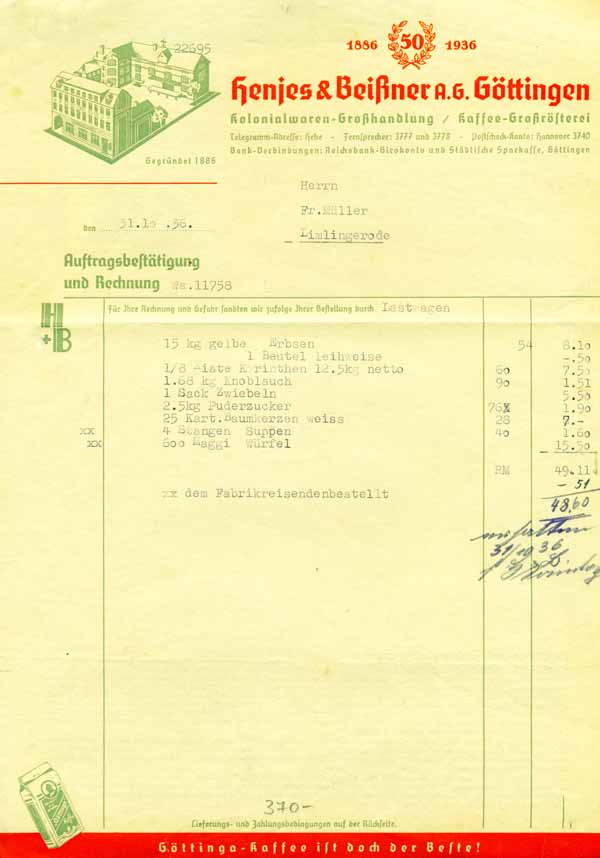 22695
1886 50 1936
Henjes & Beißner A.G. Göttingen
Kolonialwaren-Großhandlung / Kaffee-Großrösterei
Telegramm-Adresse: Hebe - Fernsprecher: 3777 und 3778 - Postscheck-Konto: Hannover 3740
Bank-Verbindungen: Reichsbank-Girokonto und Städtische Sparkasse, Göttingen
Gegründet 1886
Herrn
Fr.Müller
Limlingerode
den 31.10 .36.
Auftragsbestätigung
und Rechnung Wa.11758
H+B
Für Ihre Rechnung und Gefahr sandten wir zufolge Ihrer Bestellung durch Lastwagen
15 kg gelbe Erbsen 54 8.10
1 Beutel leihweise -.50
1/8 Kiste Korinthen 12.5kg netto 60 7.50
1.68 kg Knoblauch 90 1.51
1 Sack Zwiebeln 5.50
2.5kg Puderzucker 76 1.90
25 Kart.Baumkerzen weiss 28 7.-
xx 4 Stangen Suppen 40 1.60
xx 600 Maggi Würfel 15.50
RM 49.11
- 51
xx dem Fabrikreisendenbestellt
48,60
31/10 36
370-
Lieferungs- und Zahlungsbedingungen auf der Rückseite.
Göttinga-Kaffee ist doch der Beste!